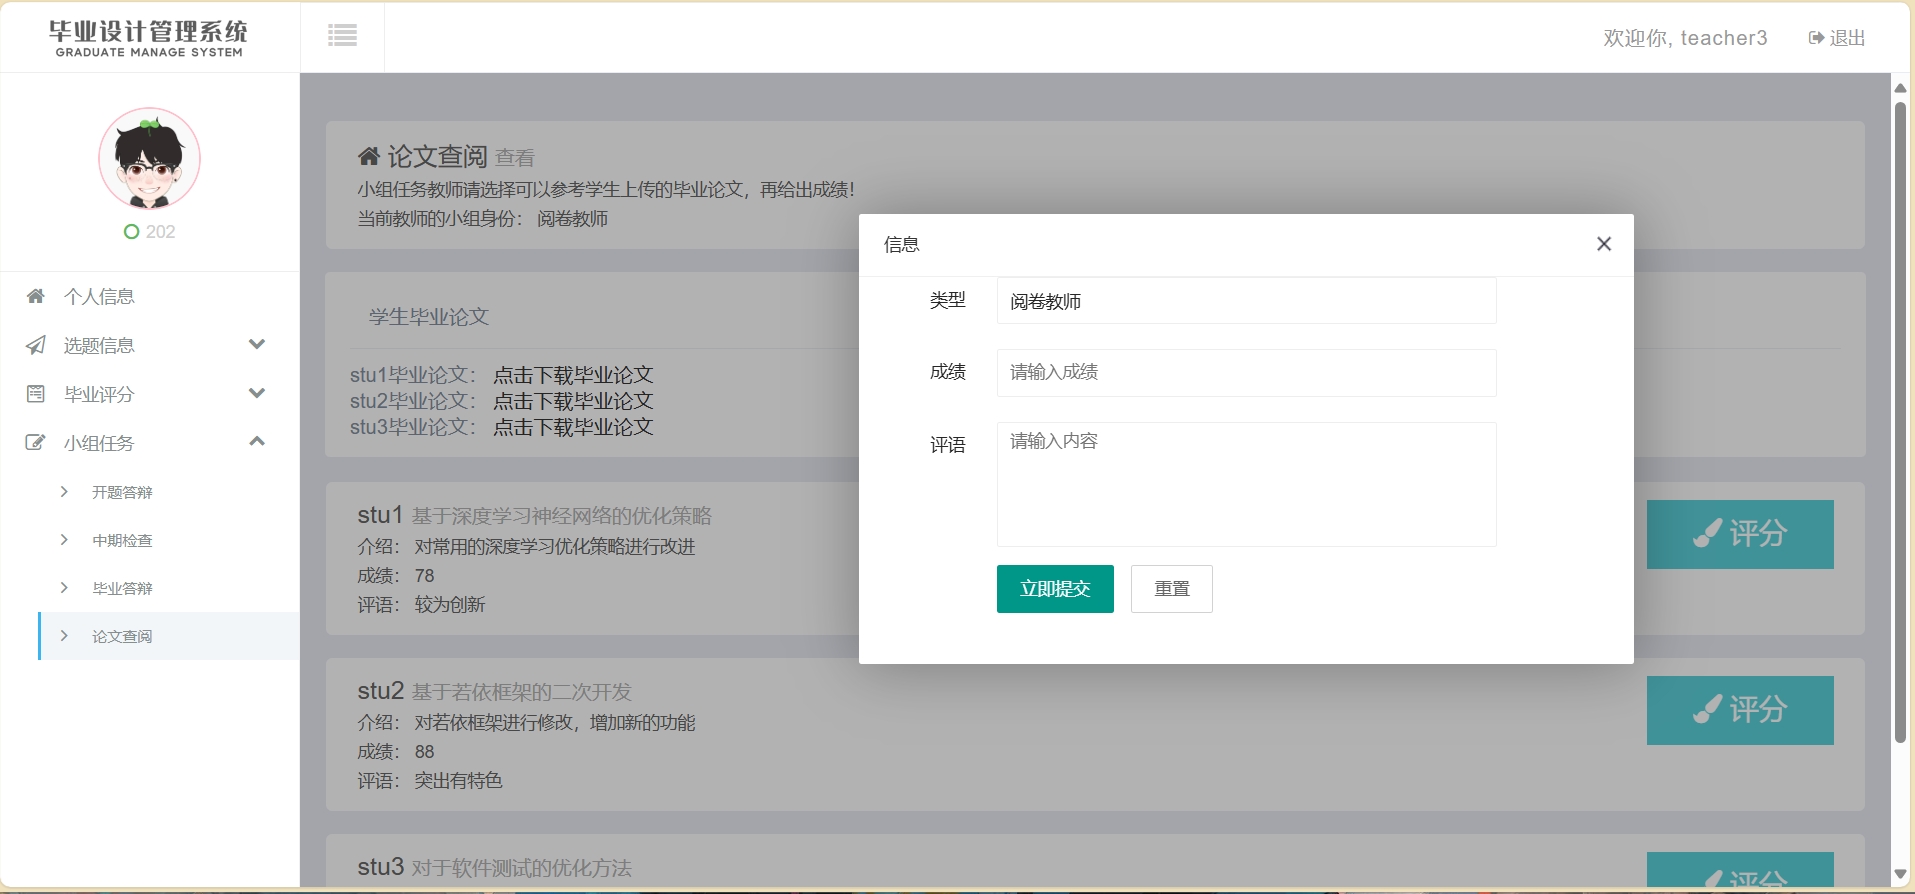 毕业设计管理系统
GRADUATE MANAGE SYSTEM
欢迎你, teacher3
退出
202
个人信息
选题信息
毕业评分
小组任务
开题答辩
中期检查
毕业答辩
论文查阅
论文查阅 查看
小组任务教师请选择可以参考学生上传的毕业论文，再给出成绩！
当前教师的小组身份： 阅卷教师
学生毕业论文
stu1毕业论文： 点击下载毕业论文
stu2毕业论文： 点击下载毕业论文
stu3毕业论文： 点击下载毕业论文
stu1 基于深度学习神经网络的优化策略
介绍： 对常用的深度学习优化策略进行改进
成绩： 78
评语： 较为创新
评分
stu2 基于若依框架的二次开发
介绍： 对若依框架进行修改，增加新的功能
成绩： 88
评语： 突出有特色
评分
stu3 对于软件测试的优化方法
评分
信息
类型 阅卷教师
成绩 请输入成绩
评语 请输入内容
立即提交 重置